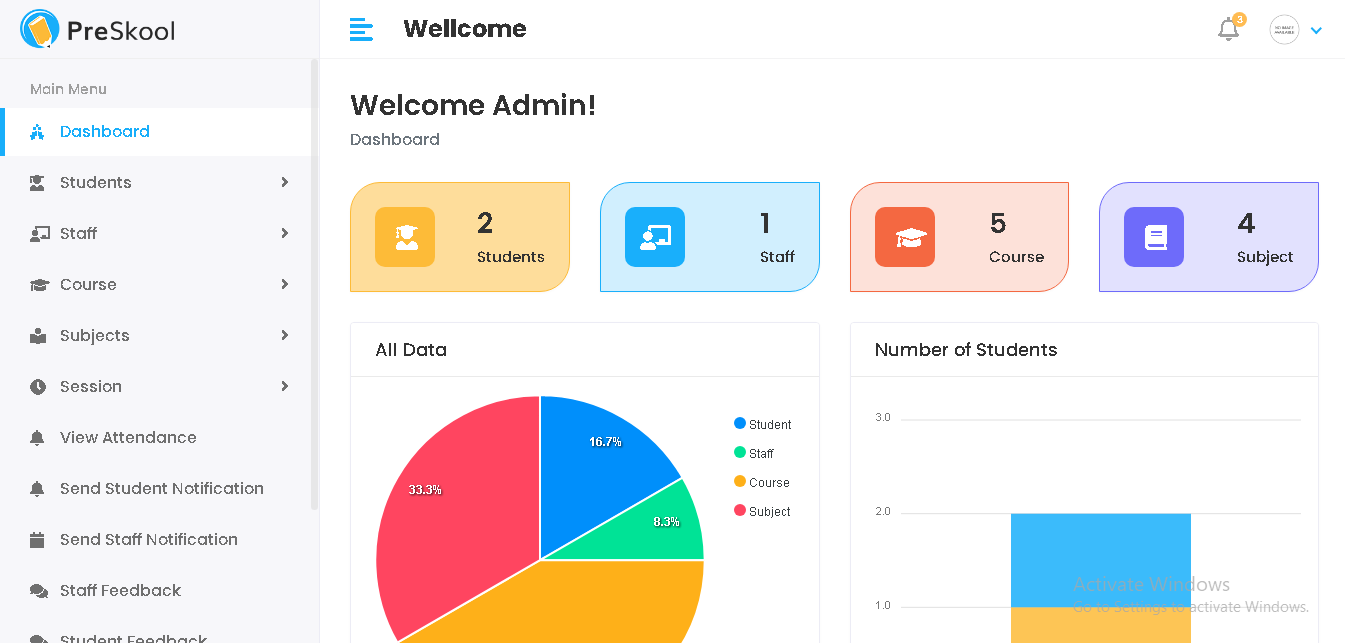 PreSkool
Wellcome
3
NO IMAGE
AVAILABLE
Main Menu
Dashboard
Students
Staff
Course
Subjects
Session
View Attendance
Send Student Notification
Send Staff Notification
Staff Feedback
Student Feedback
Welcome Admin!
Dashboard
2
Students
1
Staff
5
Course
4
Subject
All Data
16.7%
8.3%
33.3%
Student
Staff
Course
Subject
Number of Students
3.0
2.0
1.0
Activate Windows
Go to Settings to activate Windows.